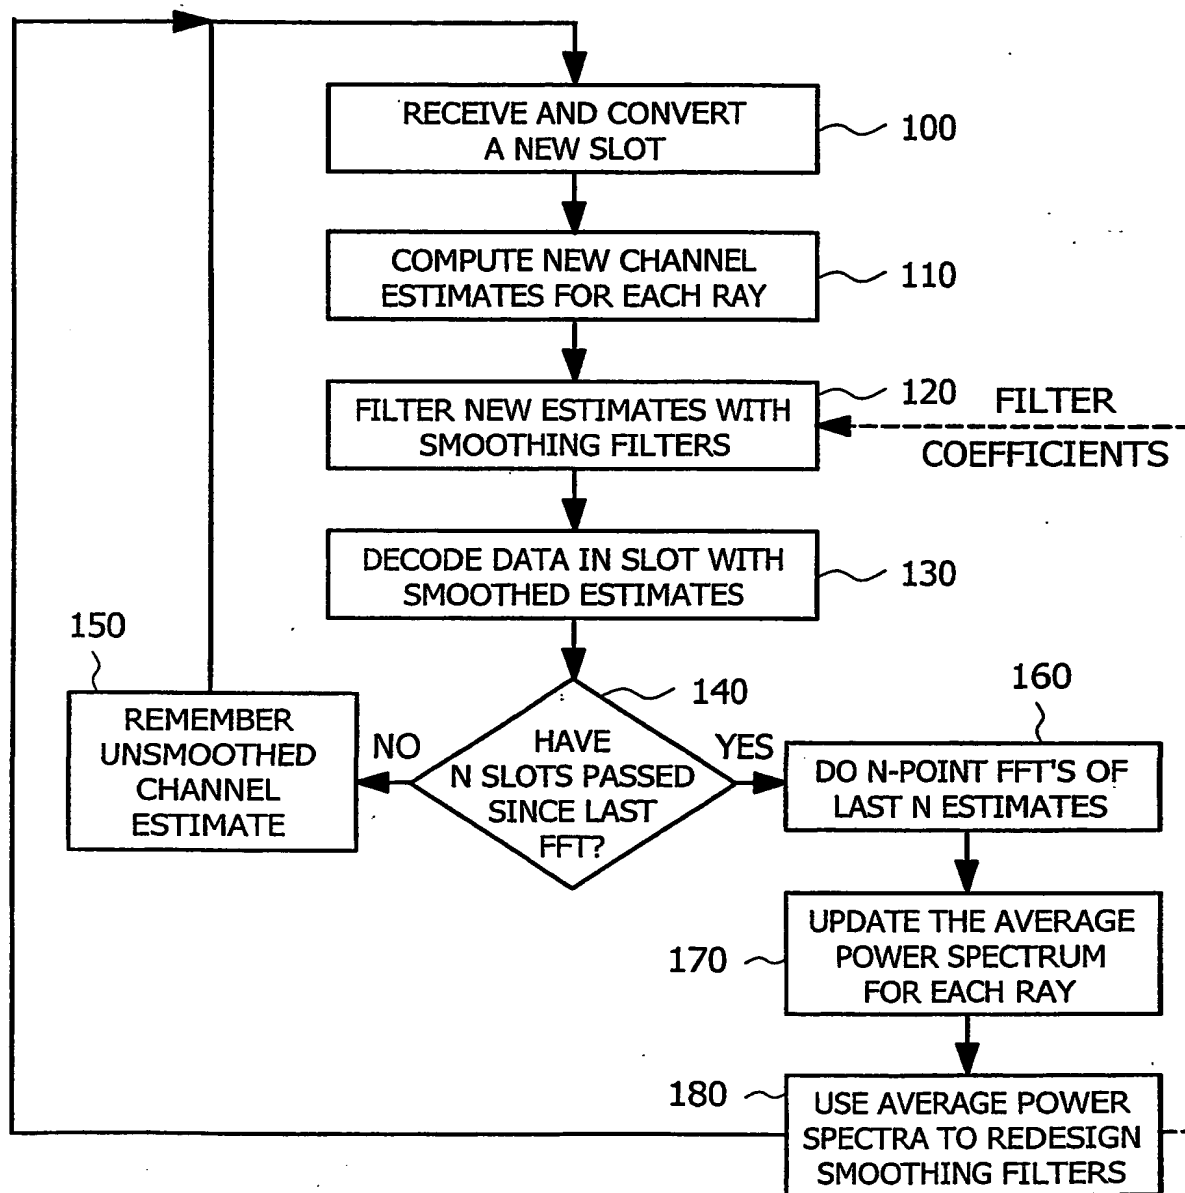 RECEIVE AND CONVERT
A NEW SLOT
100
COMPUTE NEW CHANNEL
ESTIMATES FOR EACH RAY
110
FILTER NEW ESTIMATES WITH
SMOOTHING FILTERS
120
FILTER
COEFFICIENTS
DECODE DATA IN SLOT WITH
SMOOTHED ESTIMATES
130
150
REMEMBER
UNSMOOTHED
CHANNEL
ESTIMATE
NO
140
HAVE
N SLOTS PASSED
SINCE LAST
FFT?
YES
160
DO N-POINT FFT'S OF
LAST N ESTIMATES
170
UPDATE THE AVERAGE
POWER SPECTRUM
FOR EACH RAY
180
USE AVERAGE POWER
SPECTRA TO REDESIGN
SMOOTHING FILTERS